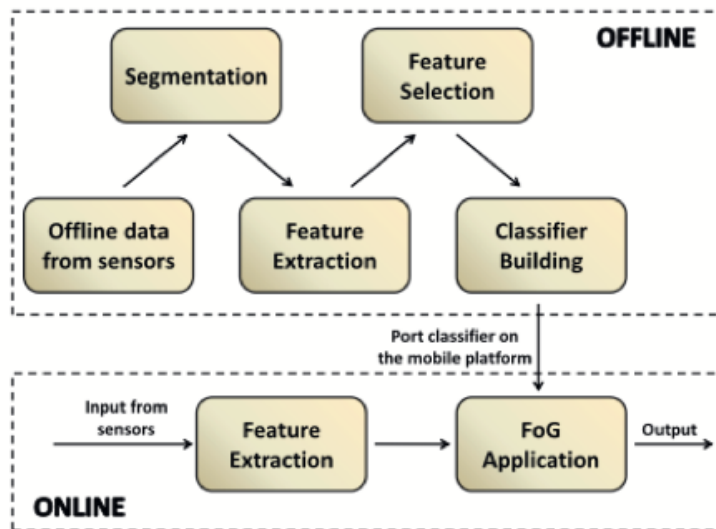 OFFLINE
Segmentation
Feature
Selection
Offline data
from sensors
Feature
Extraction
Classifier
Building
Port classifier on
the mobile platform
Input from
sensors
Feature
Extraction
FoG
Application
Output
ONLINE